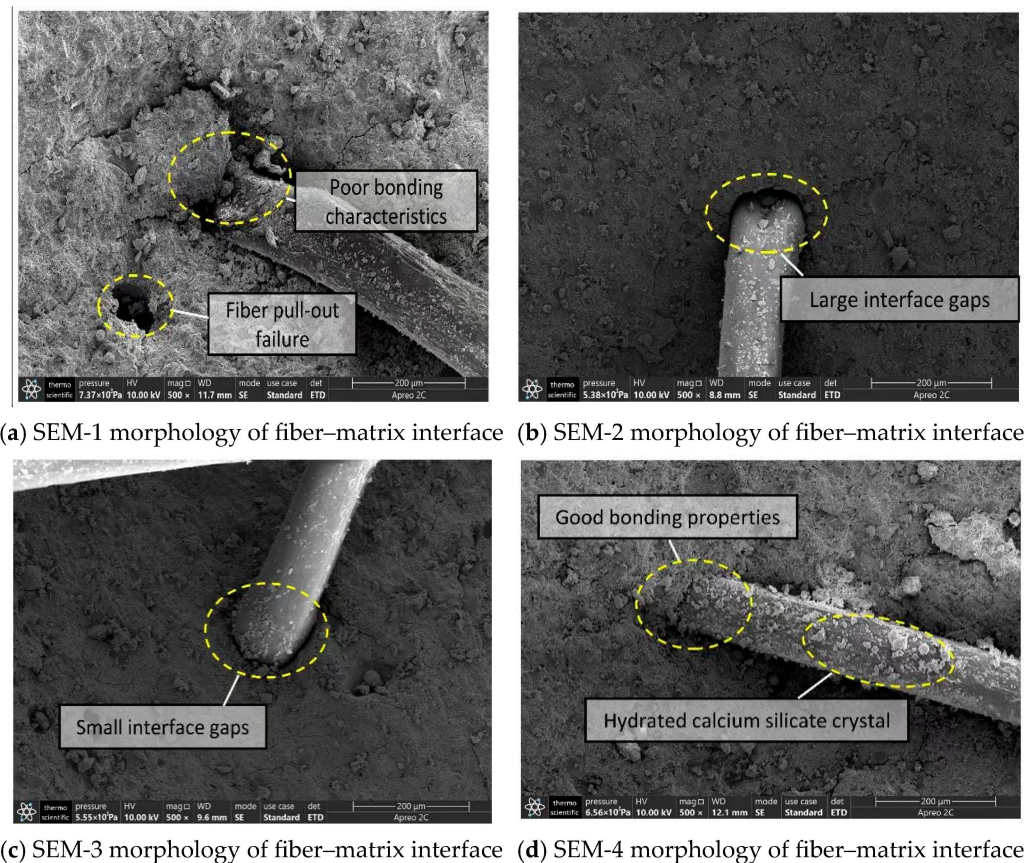 Poor bonding
characteristics
Fiber pull-out
failure
thermo
scientific
pressure HV mag □ WD mode use case det
7.37×10¹Pa 10.00 kV 500 × 11.7 mm SE Standard ETD
200 µm
Apreo 2C
Large interface gaps
thermo
scientific
pressure HV mag □ WD mode use case det
5.38×10¹Pa 10.00 kV 500 × 8.8 mm SE Standard ETD
200 µm
Apreo 2C
(a) SEM-1 morphology of fiber–matrix interface
(b) SEM-2 morphology of fiber–matrix interface
Small interface gaps
thermo
scientific
pressure HV mag □ WD mode use case det
5.55×10¹Pa 10.00 kV 500 × 9.6 mm SE Standard ETD
200 µm
Apreo 2C
Good bonding properties
Hydrated calcium silicate crystal
thermo
scientific
pressure HV mag □ WD mode use case det
6.56×10¹Pa 10.00 kV 500 × 12.1 mm SE Standard ETD
200 µm
Apreo 2C
(c) SEM-3 morphology of fiber–matrix interface
(d) SEM-4 morphology of fiber–matrix interface